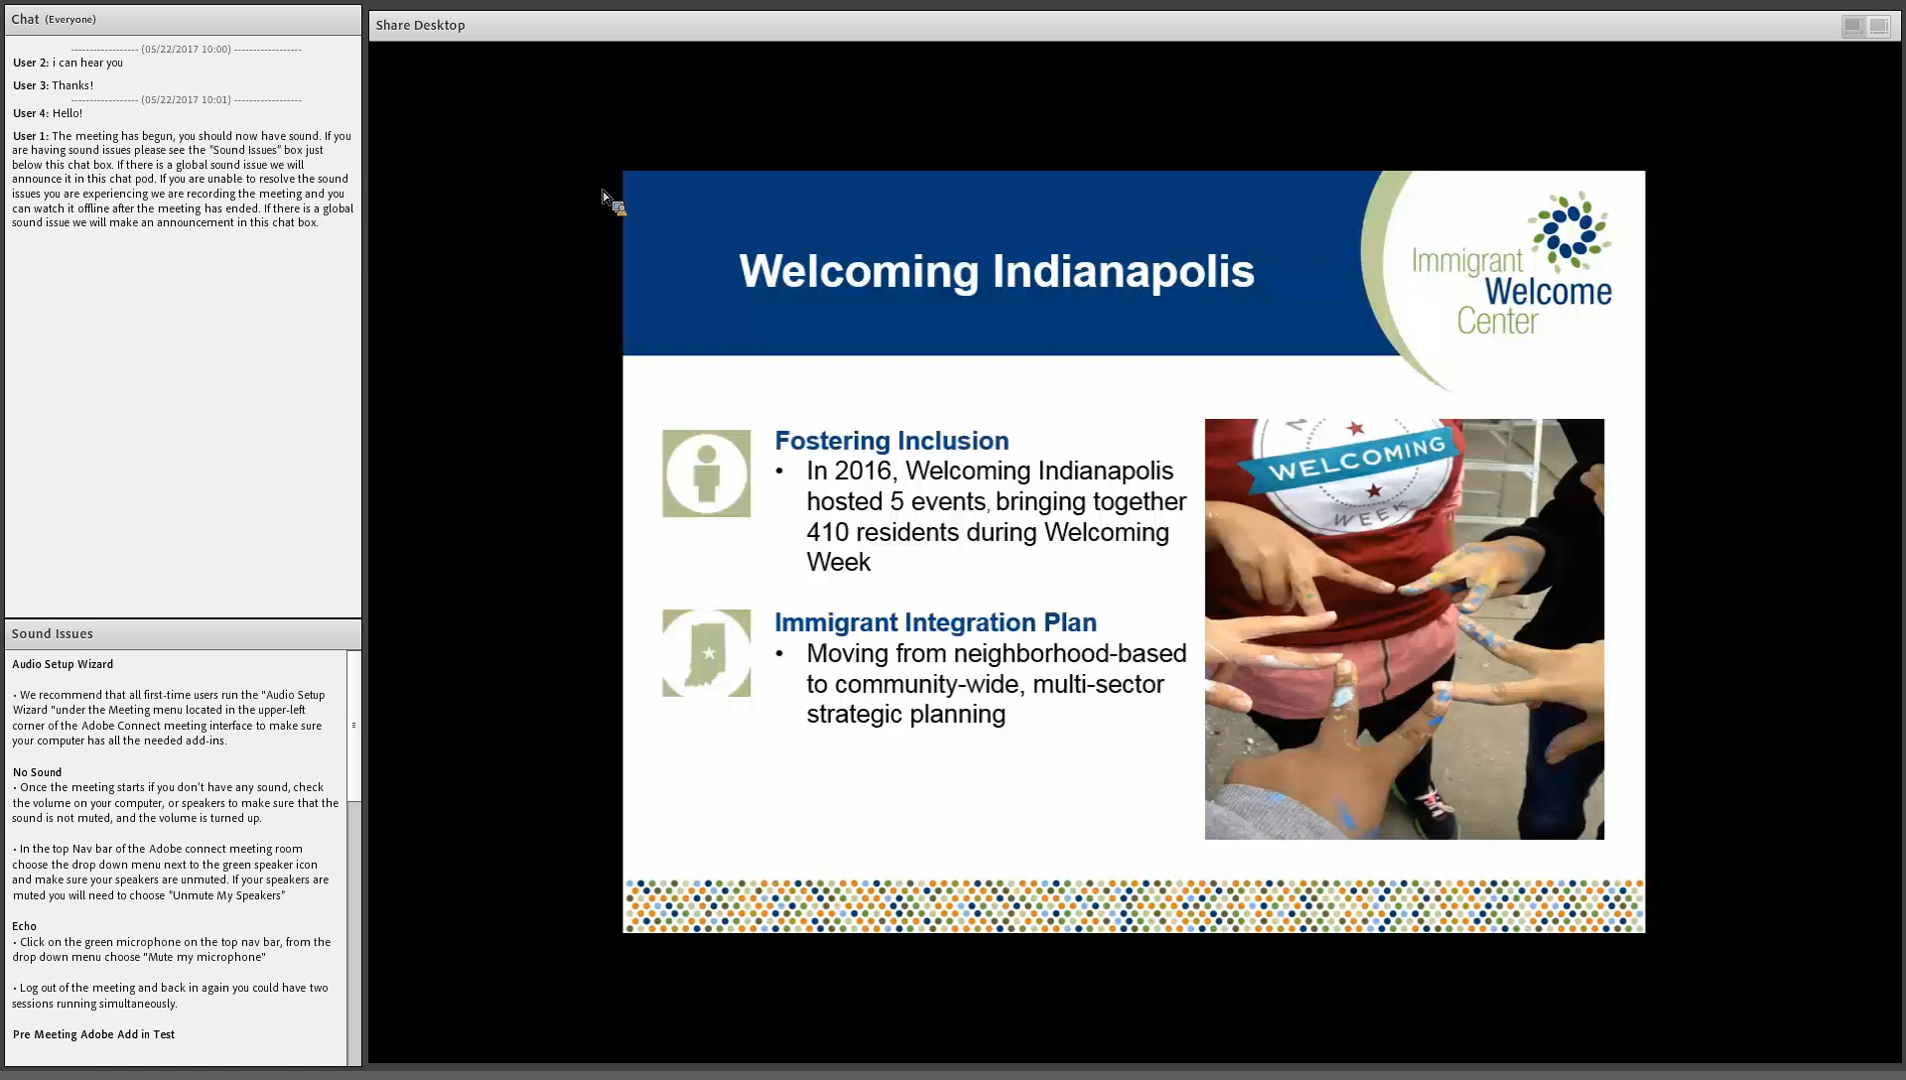 Chat (Everyone)
------------------ (05/22/2017 10:00) ------------------
User 2: i can hear you
User 3: Thanks!
------------------ (05/22/2017 10:01) ------------------
User 4: Hello!
User 1: The meeting has begun, you should now have sound. If you
are having sound issues please see the "Sound Issues" box just
below this chat box. If there is a global sound issue we will
announce it in this chat pod. If you are unable to resolve the sound
issues you are experiencing we are recording the meeting and you
can watch it offline after the meeting has ended. If there is a global
sound issue we will make an announcement in this chat box.
Sound Issues
Audio Setup Wizard
• We recommend that all first-time users run the "Audio Setup
Wizard "under the Meeting menu located in the upper-left
corner of the Adobe Connect meeting interface to make sure
your computer has all the needed add-ins.
No Sound
• Once the meeting starts if you don't have any sound, check
the volume on your computer, or speakers to make sure that the
sound is not muted, and the volume is turned up.
• In the top Nav bar of the Adobe connect meeting room
choose the drop down menu next to the green speaker icon
and make sure your speakers are unmuted. If your speakers are
muted you will need to choose "Unmute My Speakers"
Echo
• Click on the green microphone on the top nav bar, from the
drop down menu choose "Mute my microphone"
• Log out of the meeting and back in again you could have two
sessions running simultaneously.
Pre Meeting Adobe Add in Test
Share Desktop
Welcoming Indianapolis
Immigrant
Welcome
Center
Fostering Inclusion
• In 2016, Welcoming Indianapolis
hosted 5 events, bringing together
410 residents during Welcoming
Week
Immigrant Integration Plan
• Moving from neighborhood-based
to community-wide, multi-sector
strategic planning
WELCOMING
WEEK